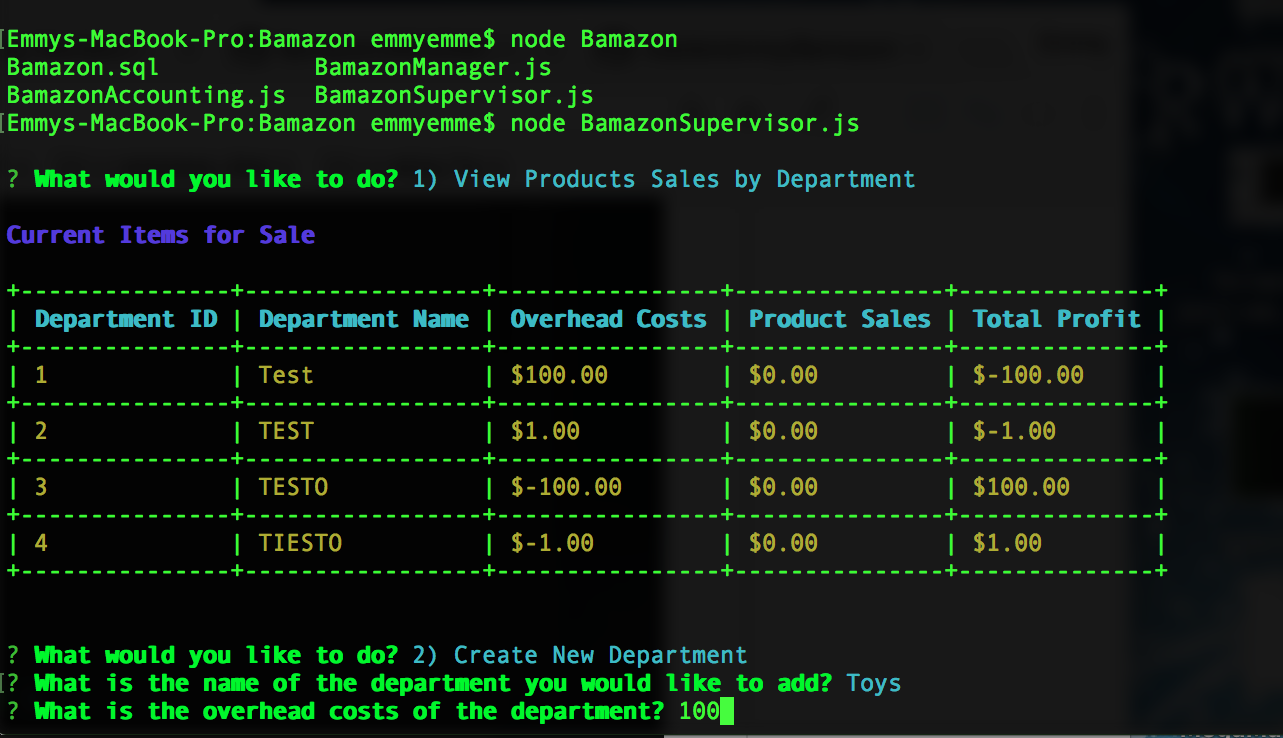 [Emmys-MacBook-Pro:Bamazon emmyemme$ node Bamazon
Bamazon.sql           BamazonManager.js
BamazonAccounting.js  BamazonSupervisor.js
[Emmys-MacBook-Pro:Bamazon emmyemme$ node BamazonSupervisor.js
? What would you like to do? 1) View Products Sales by Department
Current Items for Sale
+---------------+-----------------+----------------+---------------+--------------+
| Department ID | Department Name | Overhead Costs | Product Sales | Total Profit |
+---------------+-----------------+----------------+---------------+--------------+
| 1             | Test            | $100.00        | $0.00         | $-100.00     |
+---------------+-----------------+----------------+---------------+--------------+
| 2             | TEST            | $1.00          | $0.00         | $-1.00       |
+---------------+-----------------+----------------+---------------+--------------+
| 3             | TESTO           | $-100.00       | $0.00         | $100.00      |
+---------------+-----------------+----------------+---------------+--------------+
| 4             | TIESTO          | $-1.00         | $0.00         | $1.00        |
+---------------+-----------------+----------------+---------------+--------------+
? What would you like to do? 2) Create New Department
[? What is the name of the department you would like to add? Toys
? What is the overhead costs of the department? 100